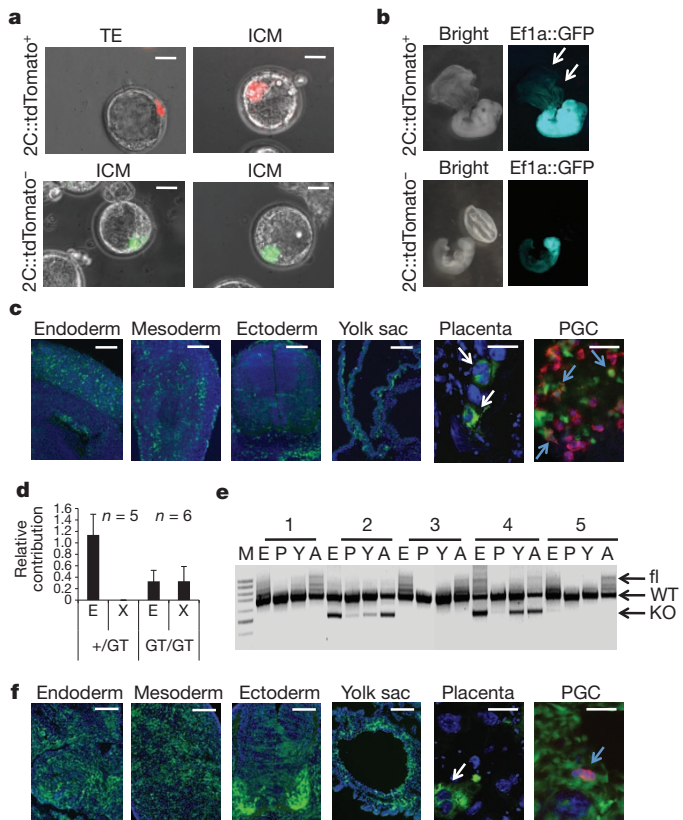 a
TE ICM
2C::tdTomato⁺
ICM ICM
2C::tdTomato⁻
b
Bright Ef1a::GFP
2C::tdTomato⁺
Bright Ef1a::GFP
2C::tdTomato⁻
c
Endoderm Mesoderm Ectoderm Yolk sac Placenta PGC
d
Relative contribution
1.6
1.4
1.2
1.0
0.8
0.6
0.4
0.2
0
n = 5 n = 6
E X E X
+/GT GT/GT
e
1 2 3 4 5
M E P Y A E P Y A E P Y A E P Y A E P Y A
fl
WT
KO
f
Endoderm Mesoderm Ectoderm Yolk sac Placenta PGC